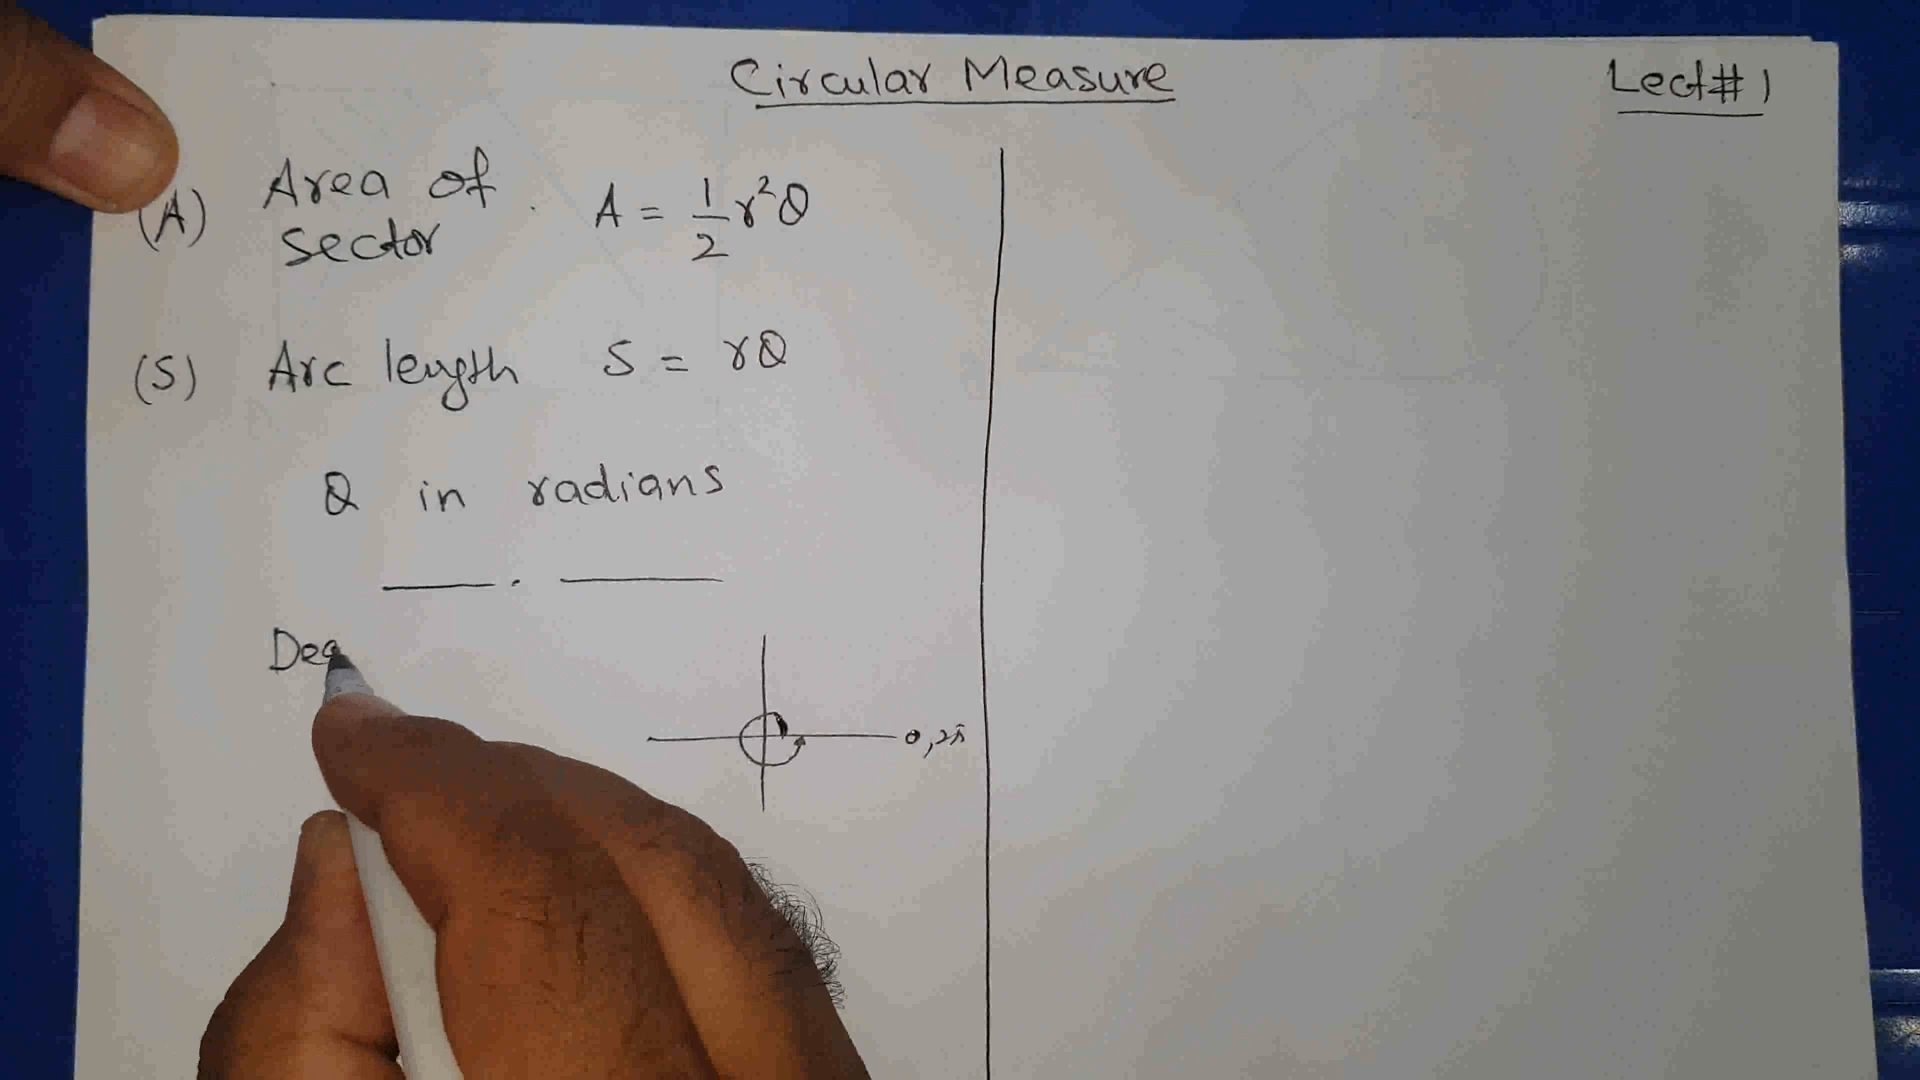 Circular Measure
Lect# 1
(A) Area of sector A = 1/2 r²θ
(S) Arc length S = rθ
θ in radians
Deg
0, 2π